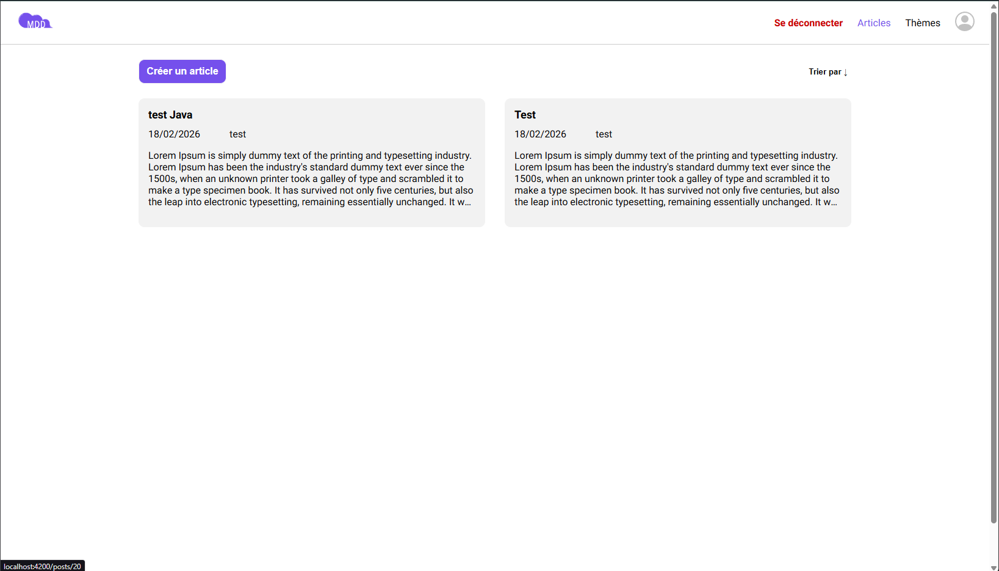 MDD
Se déconnecter Articles Thèmes
Créer un article
Trier par ↓
test Java
18/02/2026 test
Lorem Ipsum is simply dummy text of the printing and typesetting industry.
Lorem Ipsum has been the industry's standard dummy text ever since the
1500s, when an unknown printer took a galley of type and scrambled it to
make a type specimen book. It has survived not only five centuries, but also
the leap into electronic typesetting, remaining essentially unchanged. It w...
Test
18/02/2026 test
Lorem Ipsum is simply dummy text of the printing and typesetting industry.
Lorem Ipsum has been the industry's standard dummy text ever since the
1500s, when an unknown printer took a galley of type and scrambled it to
make a type specimen book. It has survived not only five centuries, but also
the leap into electronic typesetting, remaining essentially unchanged. It w...
localhost:4200/posts/20